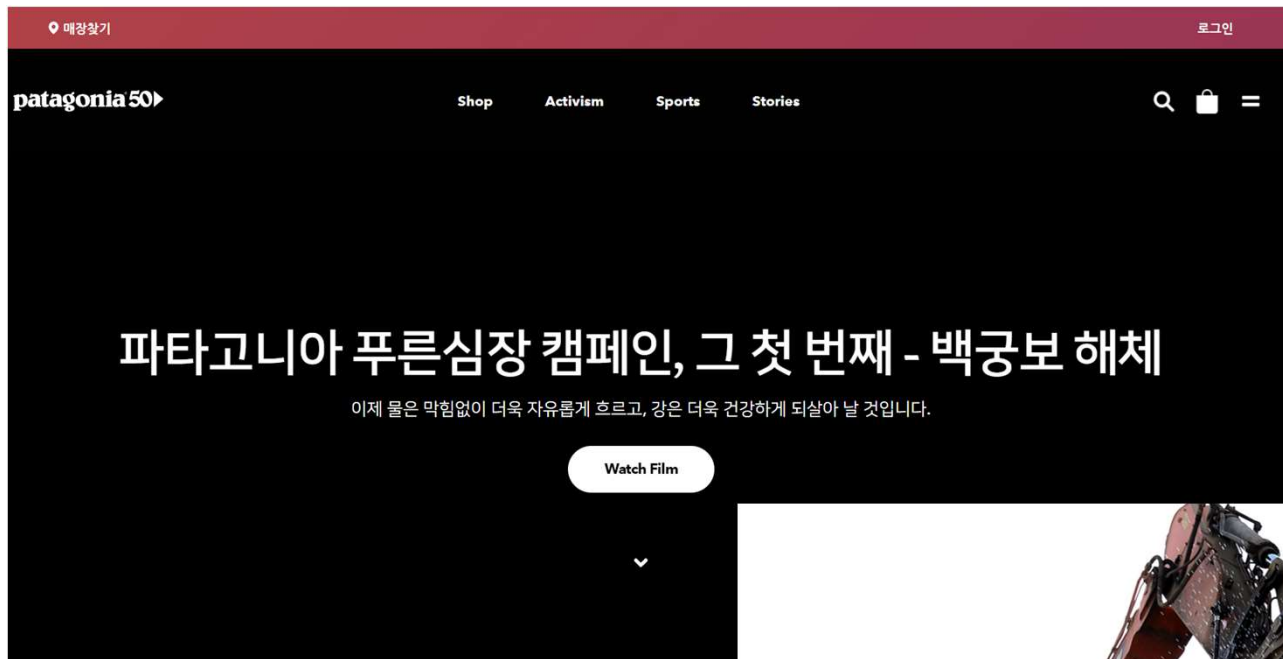 매장찾기
로그인
patagonia 50
Shop
Activism
Sports
Stories
파타고니아 푸른심장 캠페인, 그 첫 번째 - 백궁보 해체
이제 물은 막힘없이 더욱 자유롭게 흐르고, 강은 더욱 건강하게 되살아 날 것입니다.
Watch Film